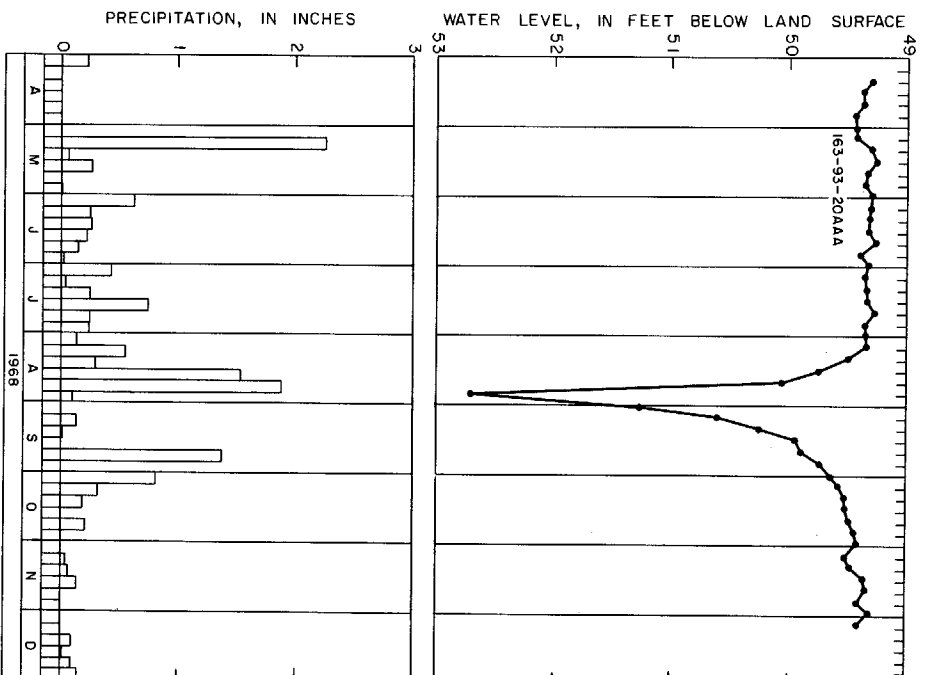 PRECIPITATION, IN INCHES
0
1
2
3
WATER LEVEL, IN FEET BELOW LAND SURFACE
53
52
51
50
49
163-93-20AAA
A
M
J
J
A
S
O
N
D
1968